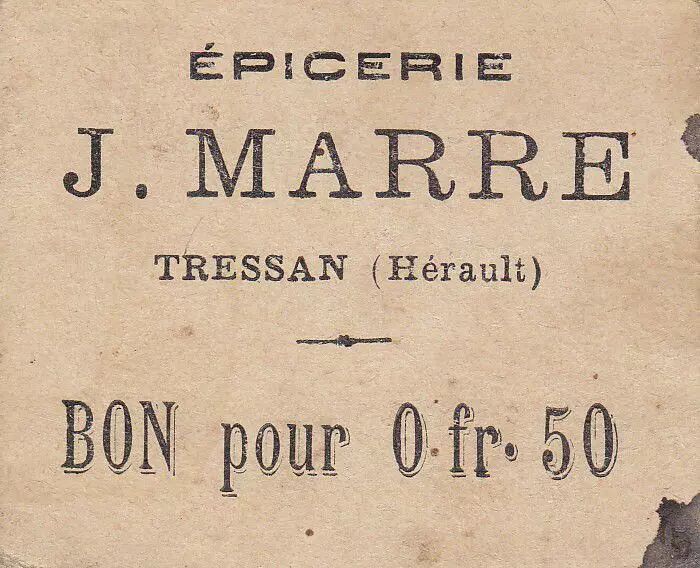 ÉPICERIE
J. MARRE
TRESSAN (Hérault)
BON pour 0 fr. 50